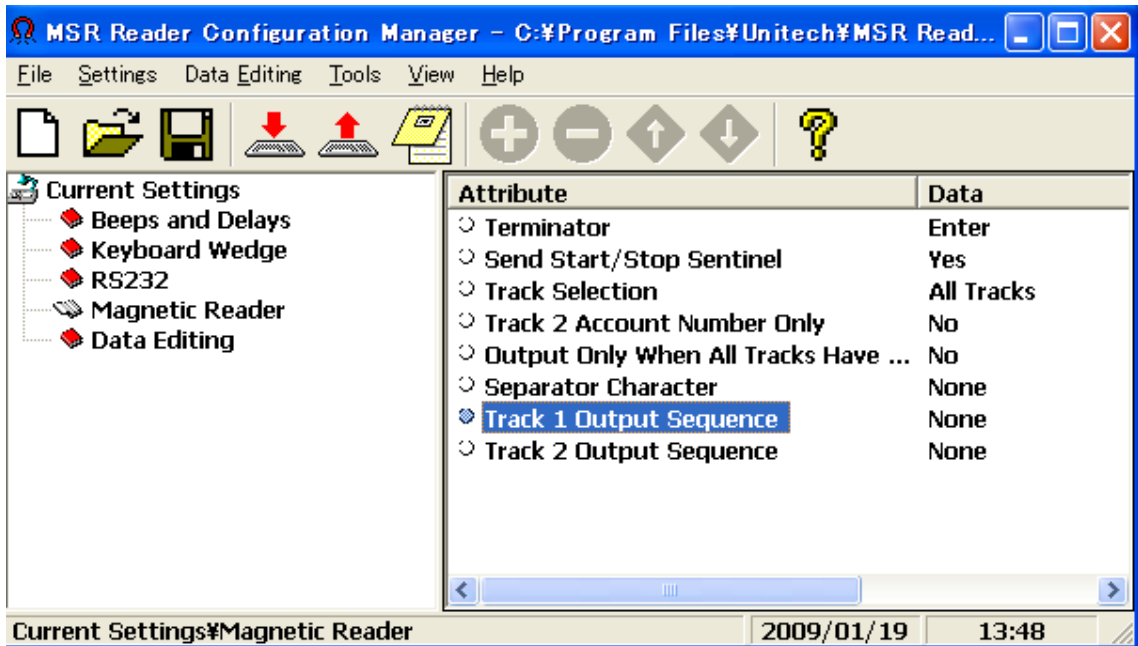 MSR Reader Configuration Manager - C:¥Program Files¥Unitech¥MSR Read...
File Settings Data Editing Tools View Help
Current Settings
Beeps and Delays
Keyboard Wedge
RS232
Magnetic Reader
Data Editing
Attribute Data
Terminator Enter
Send Start/Stop Sentinel Yes
Track Selection All Tracks
Track 2 Account Number Only No
Output Only When All Tracks Have ... No
Separator Character None
Track 1 Output Sequence None
Track 2 Output Sequence None
Current Settings¥Magnetic Reader 2009/01/19 13:48